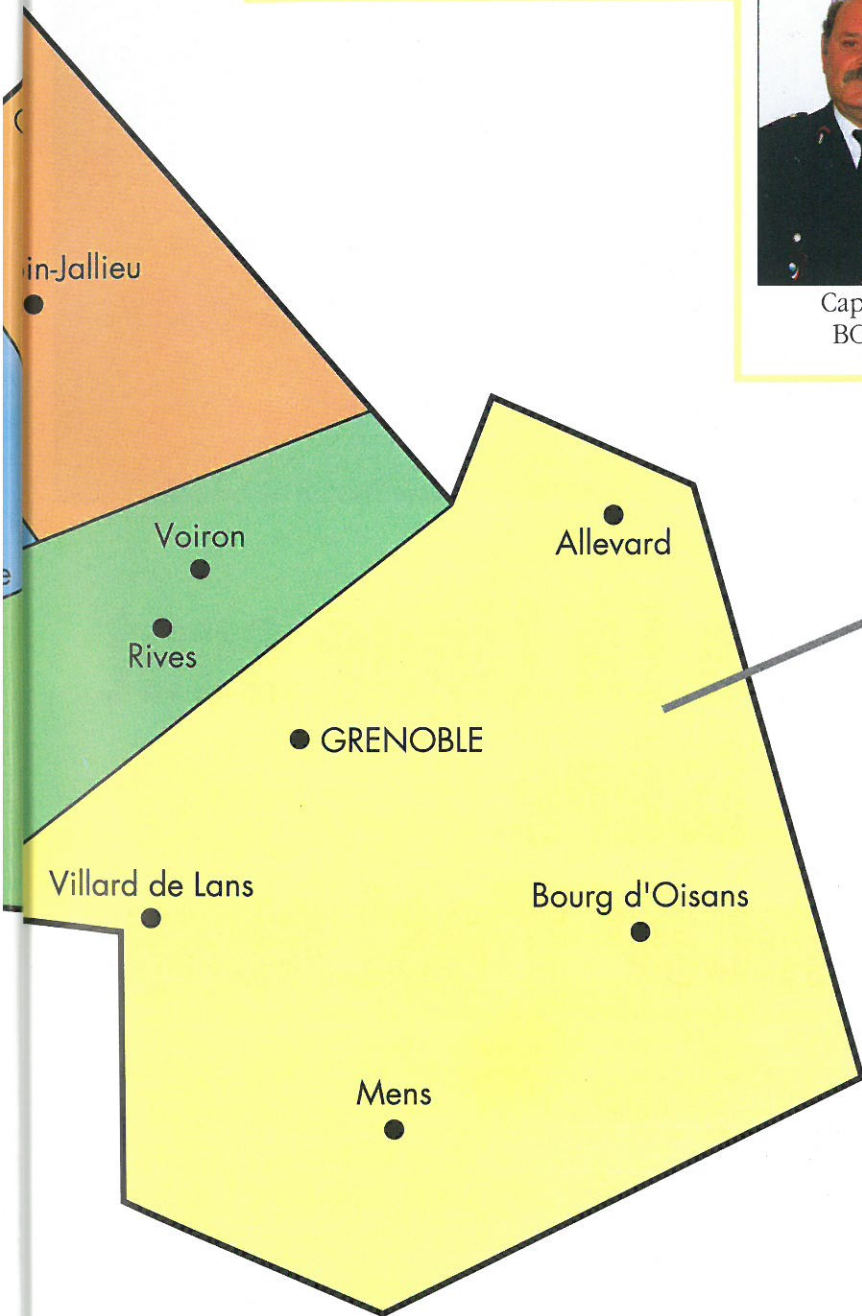 in-Jallieu
Cap
BO
Voiron
Allevard
Rives
GRENOBLE
Villard de Lans
Bourg d'Oisans
Mens